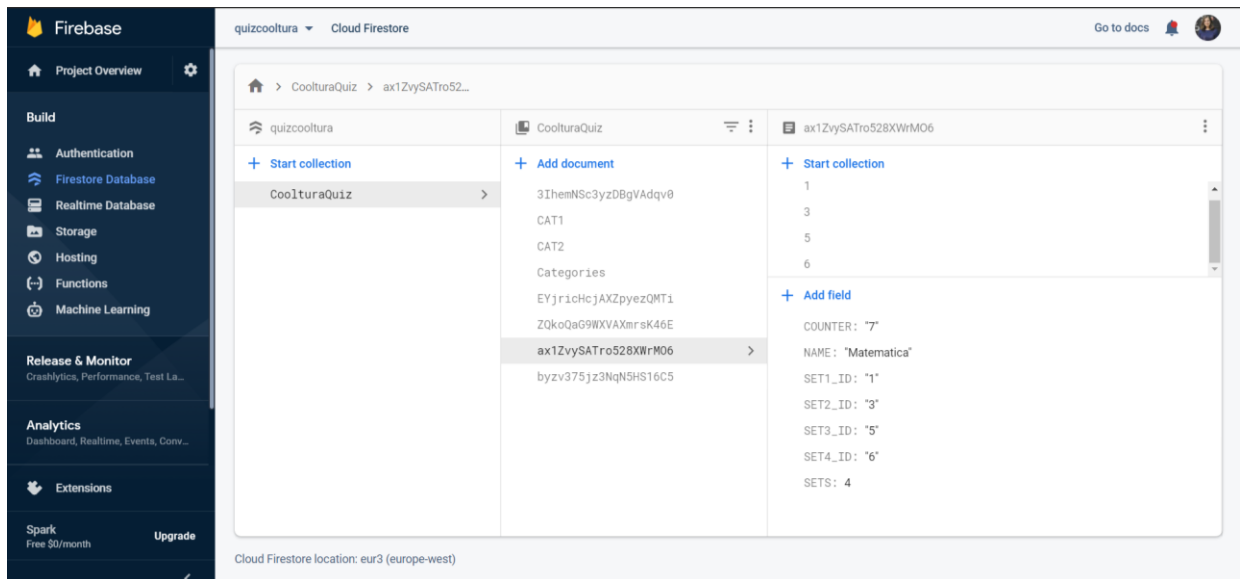 Firebase
quizcooltura
Cloud Firestore
Go to docs
Project Overview
Build
Authentication
Firestore Database
Realtime Database
Storage
Hosting
Functions
Machine Learning
Release & Monitor
Crashlytics, Performance, Test La...
Analytics
Dashboard, Realtime, Events, Conv...
Extensions
Spark
Free $0/month
Upgrade
> CoolturaQuiz > ax1ZvySATro52...
quizcooltura
+ Start collection
CoolturaQuiz >
CoolturaQuiz
+ Add document
3IhemNSc3yzDBgVAdqv0
CAT1
CAT2
Categories
EYjricHcjAXZpyezQMTi
ZQkoQaG9WXVAXmrsK46E
ax1ZvySATro528XWrMO6 >
byzv375jz3NqN5HS16C5
ax1ZvySATro528XWrMO6
+ Start collection
1
3
5
6
+ Add field
COUNTER: "7"
NAME: "Matematica"
SET1_ID: "1"
SET2_ID: "3"
SET3_ID: "5"
SET4_ID: "6"
SETS: 4
Cloud Firestore location: eur3 (europe-west)